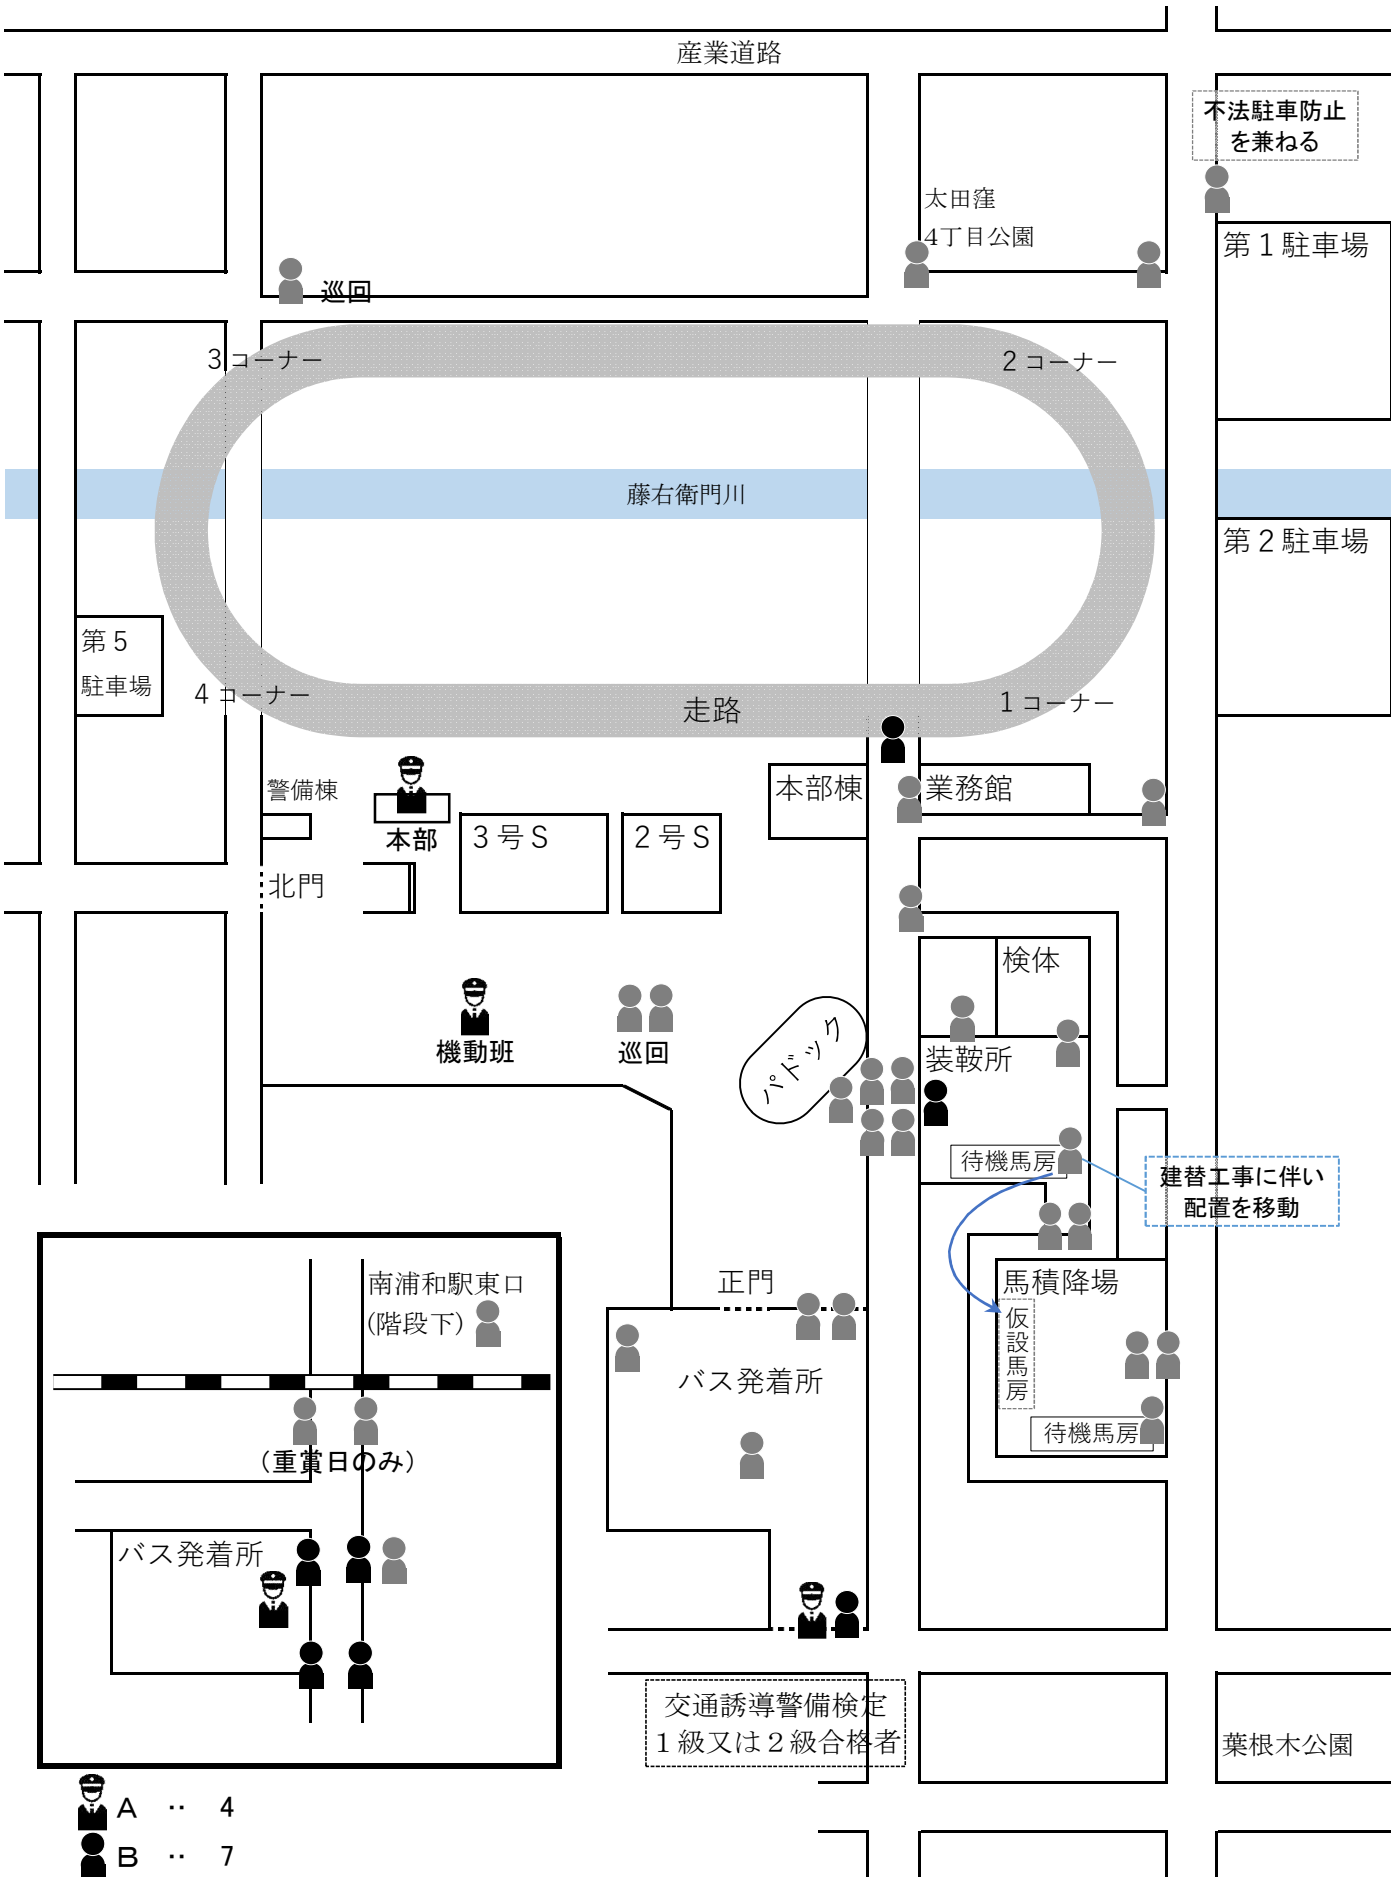 産業道路
不法駐車防止
を兼ねる
太田窪
4丁目公園
第1駐車場
巡回
3コーナー
2コーナー
藤右衛門川
第2駐車場
第5
駐車場
4コーナー
走路
1コーナー
警備棟
本部
3号S
2号S
本部棟
業務館
北門
検体
機動班
巡回
パドック
装鞍所
待機馬房
建替工事に伴い
配置を移動
正門
馬積降場
仮設馬房
待機馬房
バス発着所
南浦和駅東口
(階段下)
(重賞日のみ)
バス発着所
交通誘導警備検定
1級又は2級合格者
葉根木公園
A ‥ 4
B ‥ 7